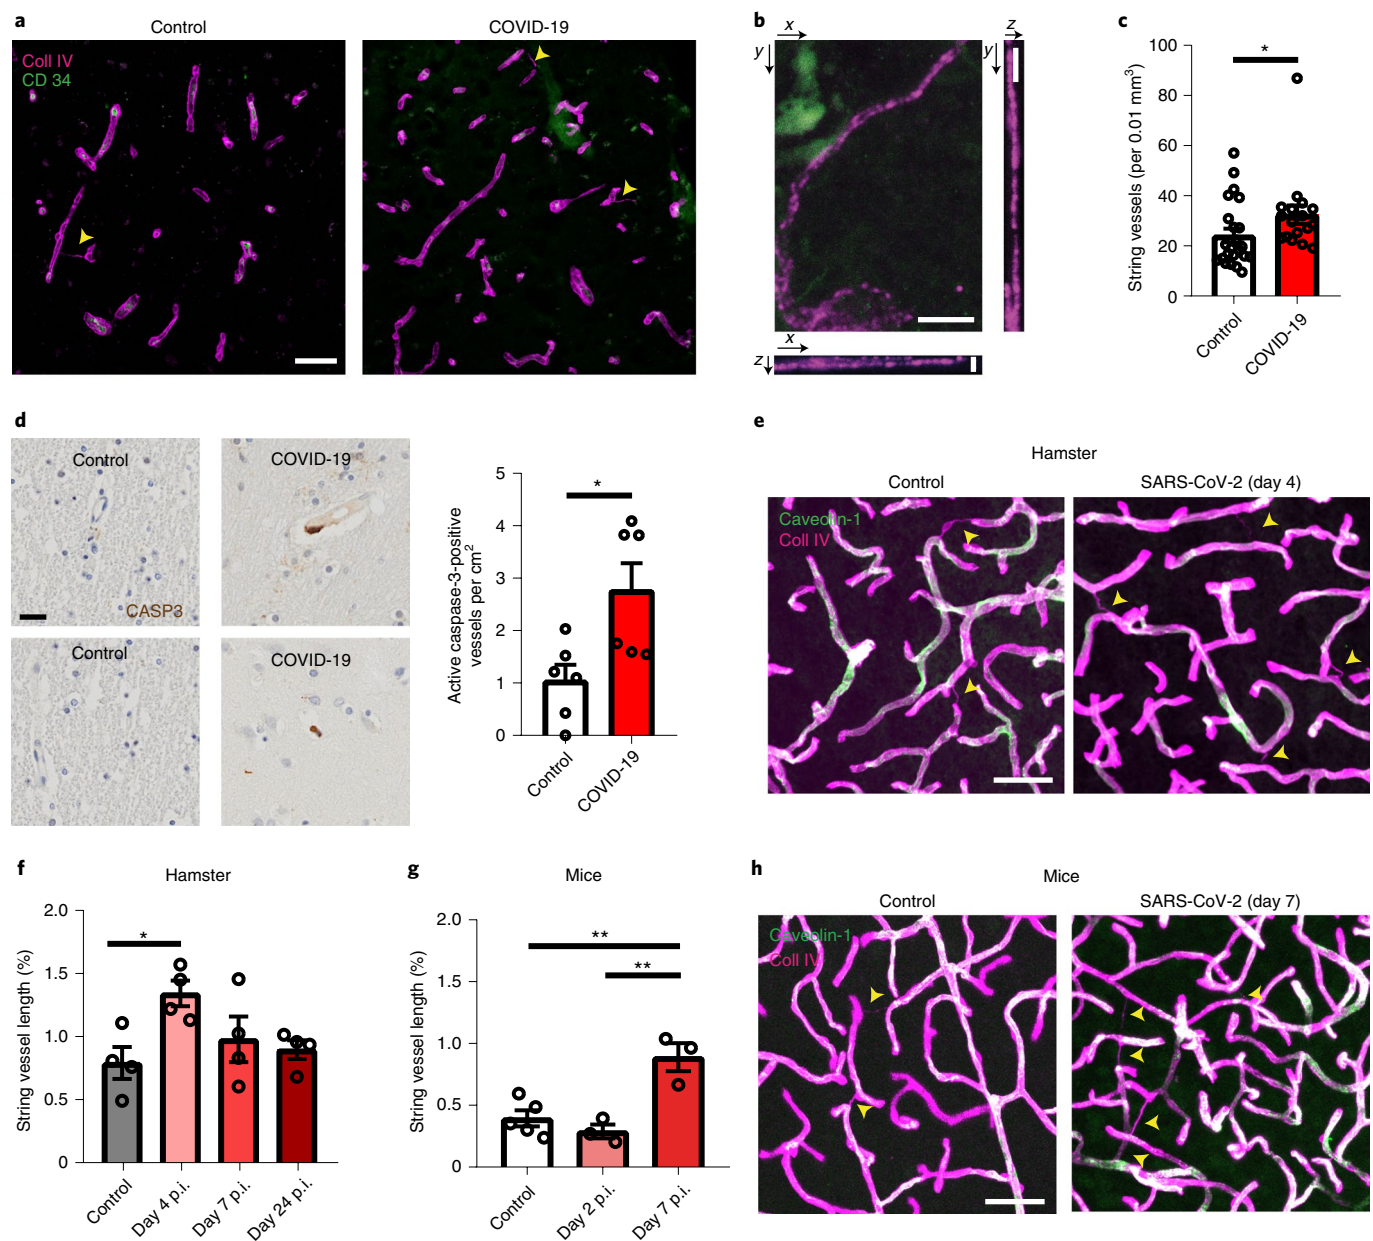 a
Control
COVID-19
Coll IV
CD 34
b
x
y
z
y
x
z
c
*
String vessels (per 0.01 mm³)
100
80
60
40
20
0
Control
COVID-19
d
Control
COVID-19
CASP3
Control
COVID-19
*
Active caspase-3-positive
vessels per cm²
5
4
3
2
1
0
Control
COVID-19
e
Hamster
Control
SARS-CoV-2 (day 4)
Caveolin-1
Coll IV
f
Hamster
*
String vessel length (%)
2.0
1.5
1.0
0.5
0
Control
Day 4 p.i.
Day 7 p.i.
Day 24 p.i.
g
Mice
**
**
String vessel length (%)
2.0
1.5
1.0
0.5
0
Control
Day 2 p.i.
Day 7 p.i.
h
Mice
Control
SARS-CoV-2 (day 7)
Caveolin-1
Coll IV